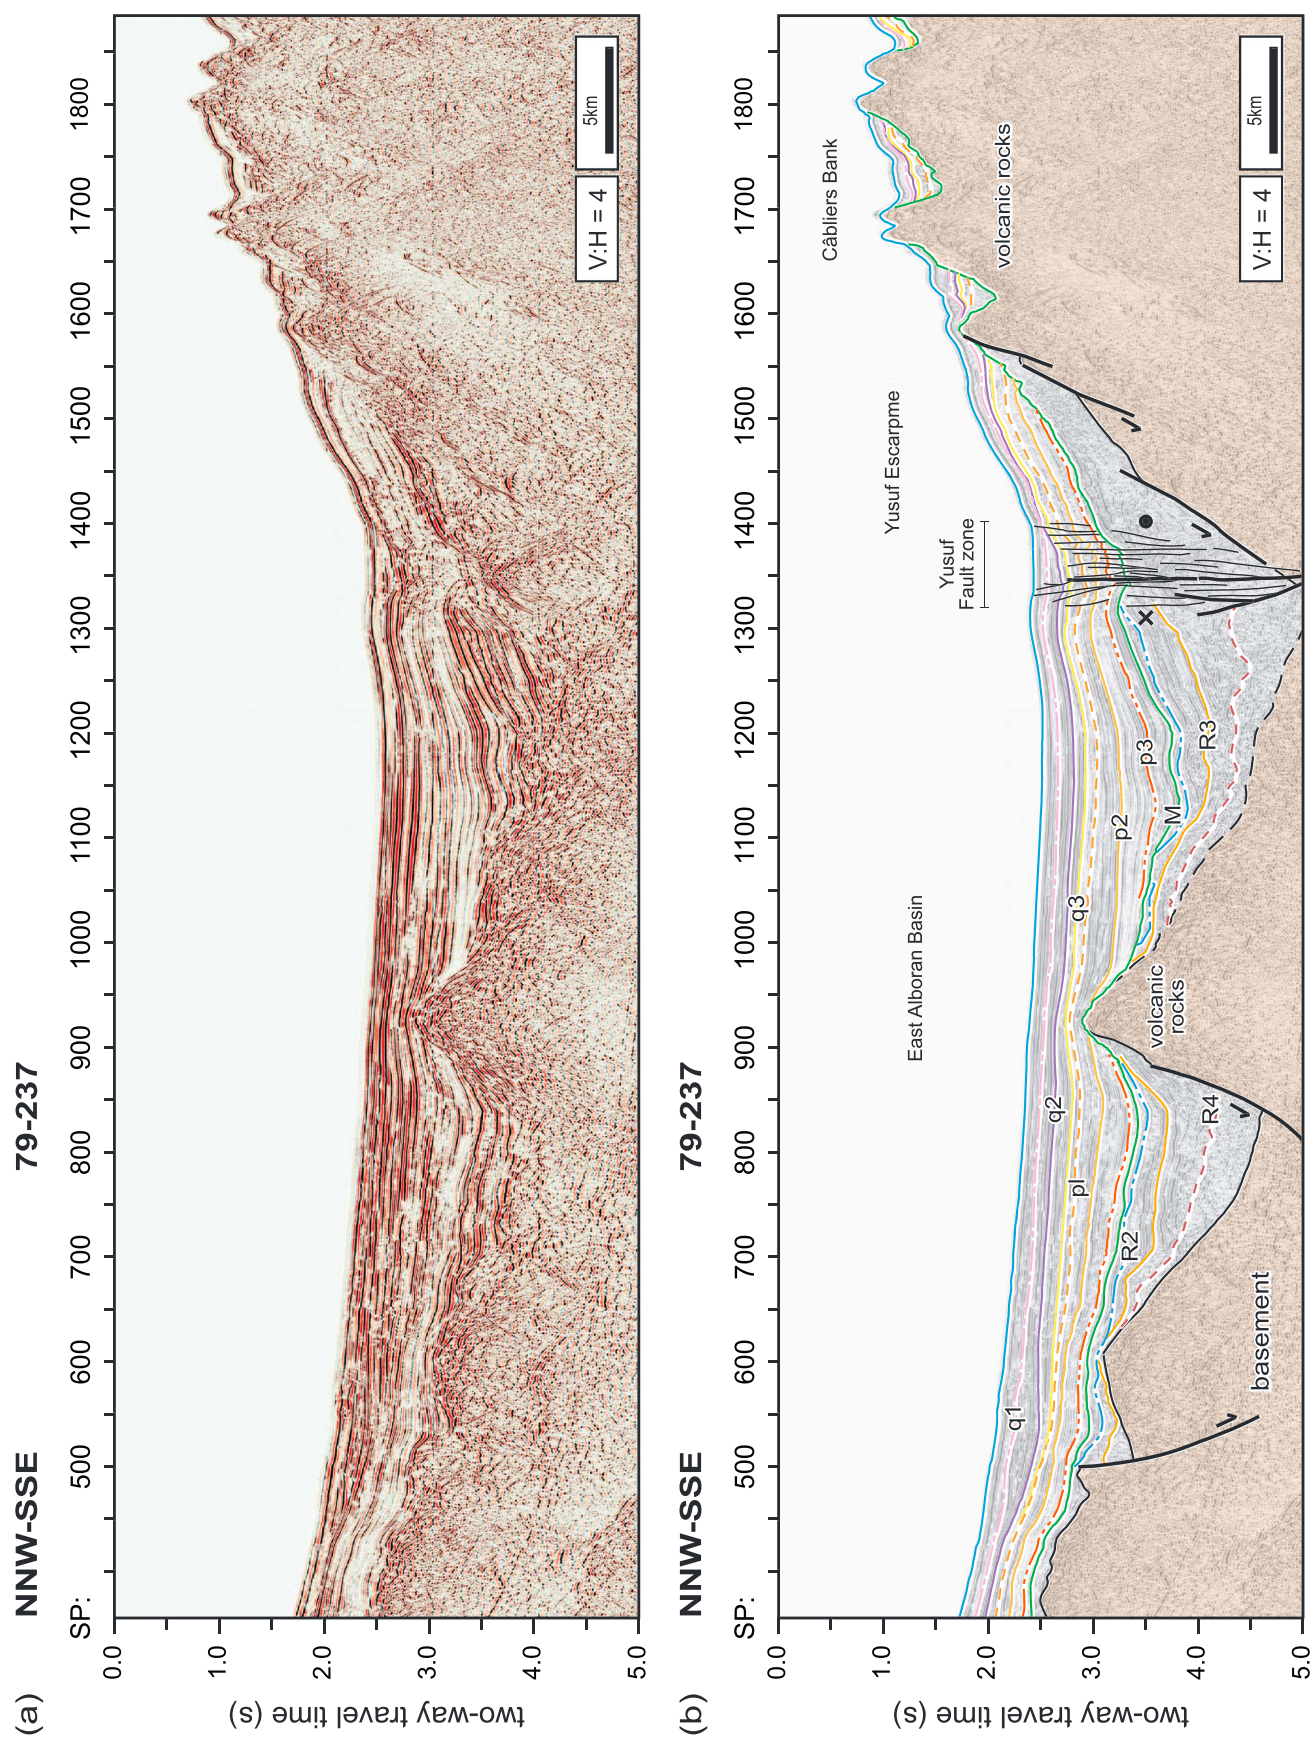 (a)
NNW-SSE
79-237
SP:
500
600
700
800
900
1000
1100
1200
1300
1400
1500
1600
1700
1800
0.0
1.0
2.0
3.0
4.0
5.0
two-way travel time (s)
V:H = 4
5km
(b)
NNW-SSE
79-237
SP:
500
600
700
800
900
1000
1100
1200
1300
1400
1500
1600
1700
1800
0.0
1.0
2.0
3.0
4.0
5.0
two-way travel time (s)
East Alboran Basin
Yusuf
Fault zone
Yusuf Escarpme
Câbliers Bank
q1
q2
q3
pl
p2
p3
M
R2
R3
R4
volcanic
rocks
volcanic rocks
basement
V:H = 4
5km